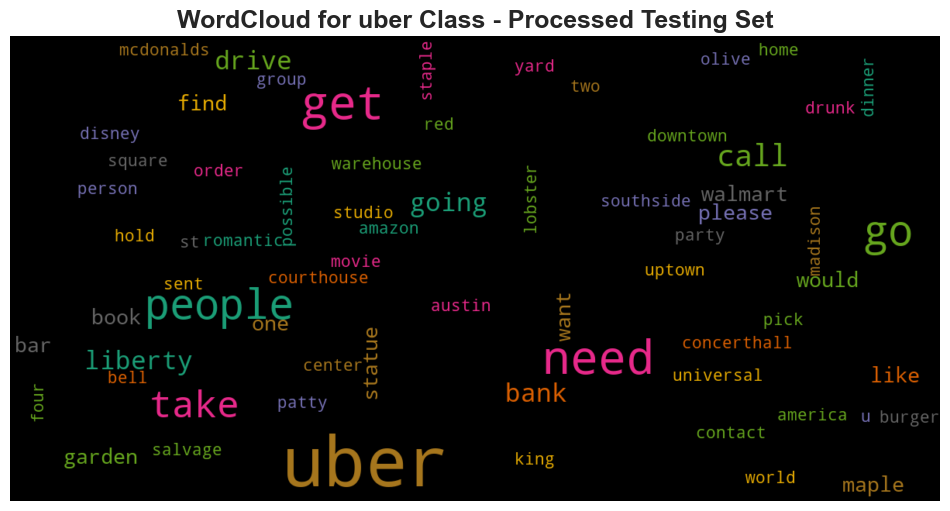 WordCloud for uber Class - Processed Testing Set
mcdonalds
drive
group
staple
yard
olive
home
find
get
two
drunk
dinner
disney
red
downtown
square
order
warehouse
call
person
possible
going
lobster
southside
walmart
please
studio
amazon
hold
st
romantic
party
madison
go
movie
sent
courthouse
uptown
would
people
book
one
austin
want
pick
bar
liberty
bell
center
statue
need
concerthall
universal
like
four
take
patty
bank
america
u
burger
contact
garden
salvage
uber
king
world
maple